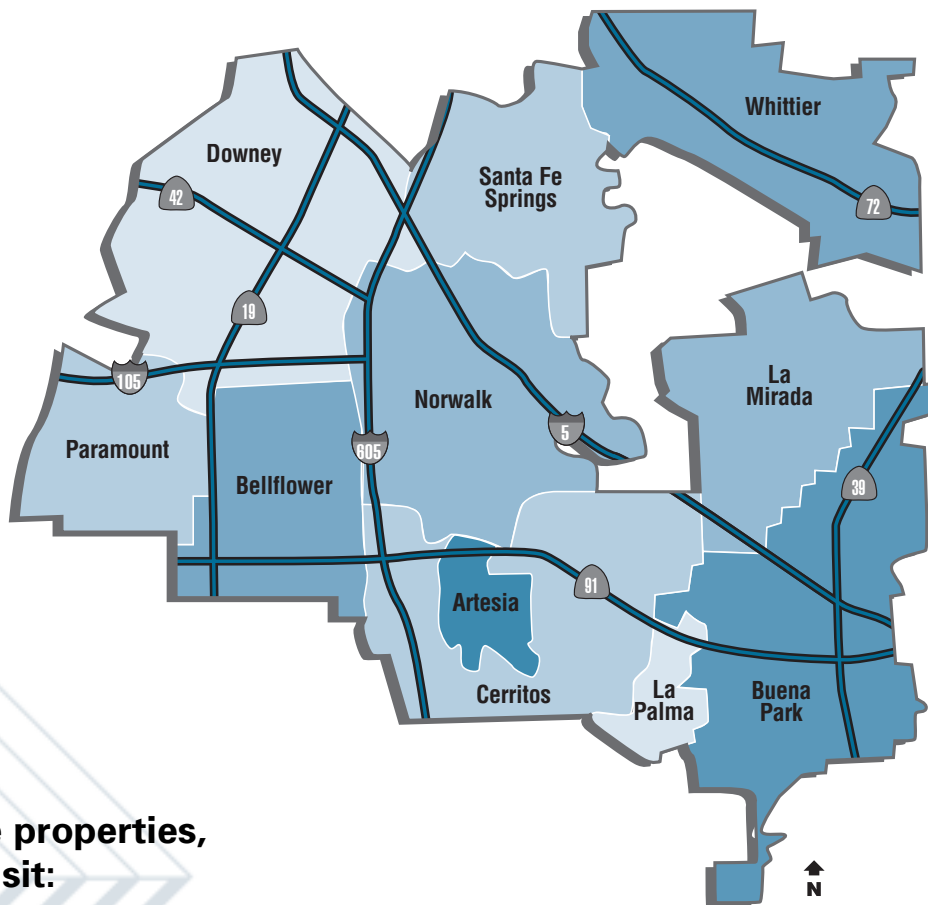 Whittier
Downey
Santa Fe
Springs
42
72
19
La
Mirada
105
Norwalk
5
Paramount
605
Bellflower
39
91
Artesia
Cerritos
La
Palma
Buena
Park
properties,
N